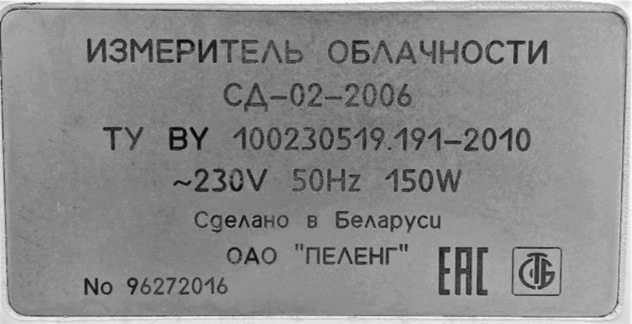 ИЗМЕРИТЕЛЬ ОБЛАЧНОСТИ
СД-02-2006
ТУ BY 100230519.191-2010
~230V 50Hz 150W
Сделано в Беларуси
ОАО "ПЕЛЕНГ"
EAC СТБ
No 96272016